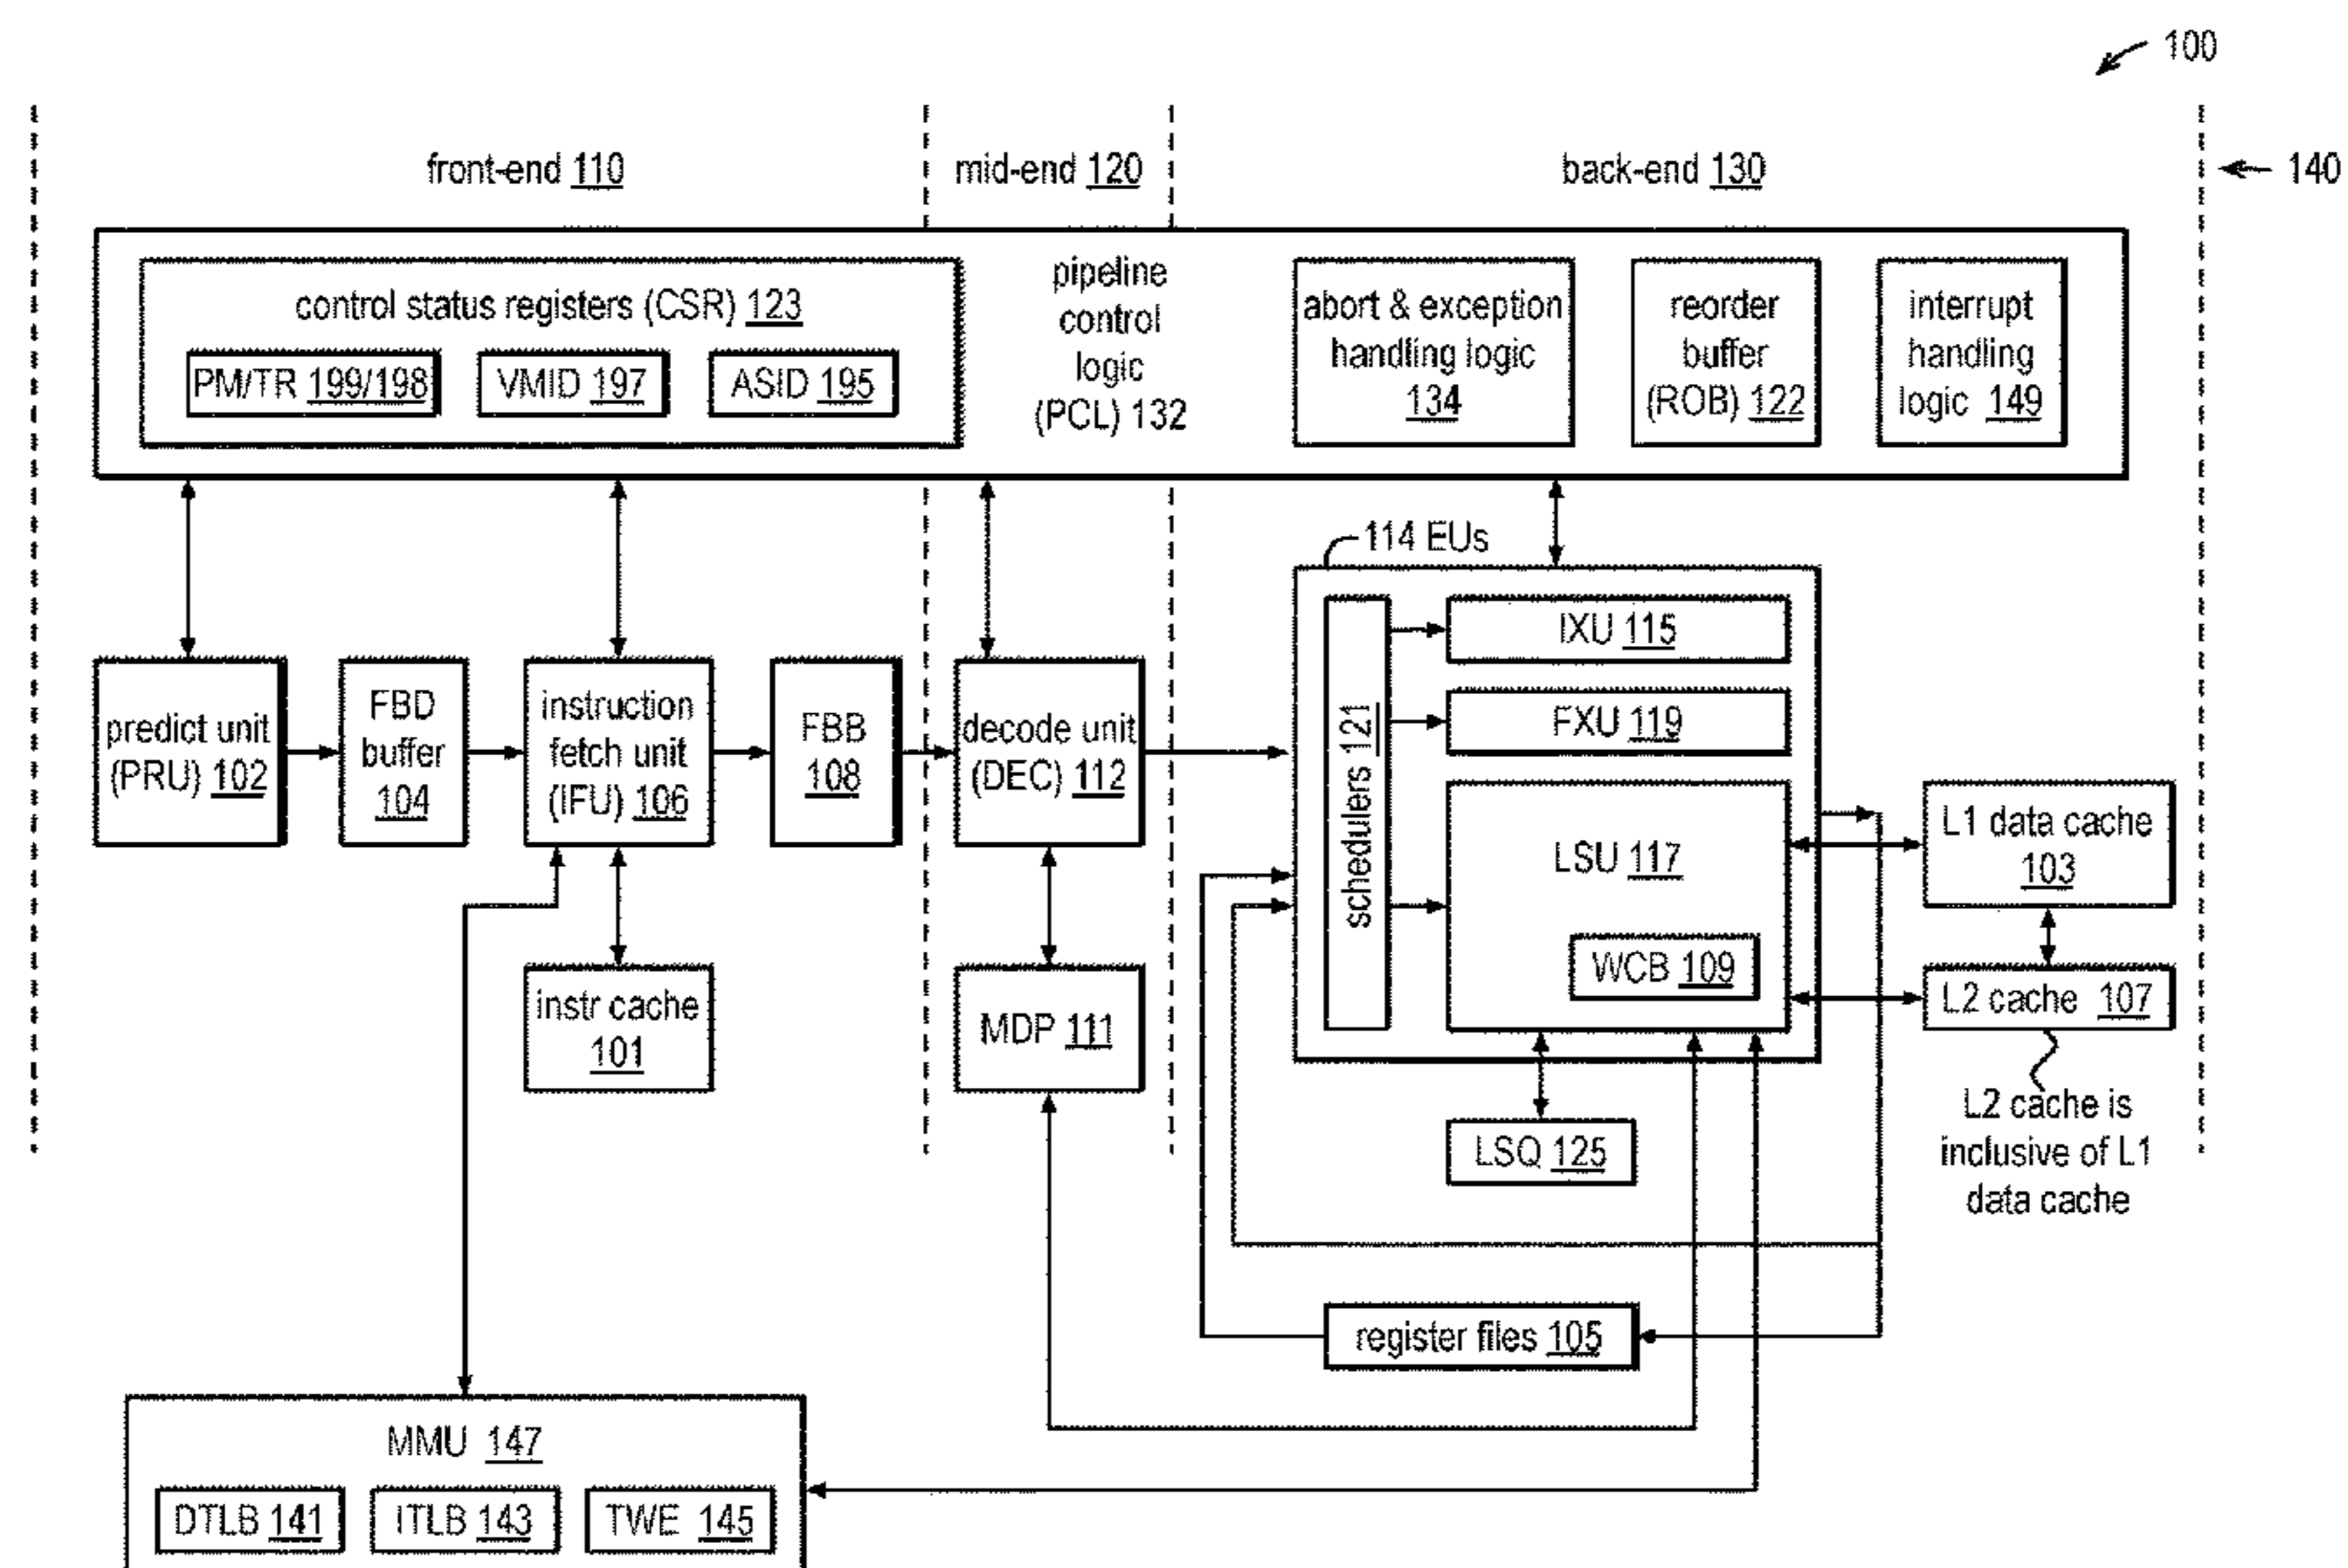 100
front-end 110
mid-end 120
back-end 130
140
control status registers (CSR) 123
PM/TR 199/198
VMID 197
ASID 195
pipeline
control
logic
(PCL) 132
abort & exception
handling logic
134
reorder
buffer
(ROB) 122
interrupt
handling
logic 149
114 EUs
predict unit
(PRU) 102
FBD
buffer
104
instruction
fetch unit
(IFU) 106
FBB
108
decode unit
(DEC) 112
schedulers 121
IXU 115
FXU 119
LSU 117
WCB 109
L1 data cache
103
L2 cache 107
L2 cache is
inclusive of L1
data cache
instr cache
101
MDP 111
LSQ 125
register files 105
MMU 147
DTLB 141
ITLB 143
TWE 145